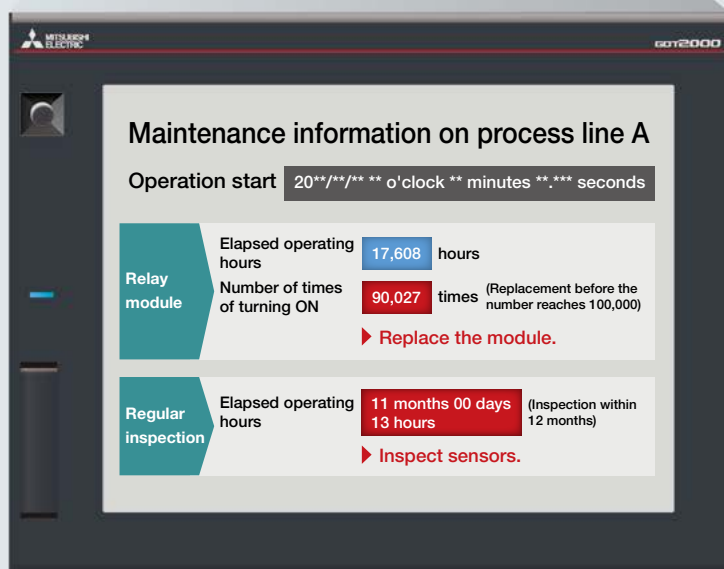 MITSUBISHI
ELECTRIC
GOT2000
Maintenance information on process line A
Operation start 20**/**/** ** o'clock ** minutes **.*** seconds
Relay
module
Elapsed operating
hours
17,608 hours
Number of times
of turning ON
90,027 times (Replacement before the
number reaches 100,000)
Replace the module.
Regular
inspection
Elapsed operating
hours
11 months 00 days
13 hours
(Inspection within
12 months)
Inspect sensors.